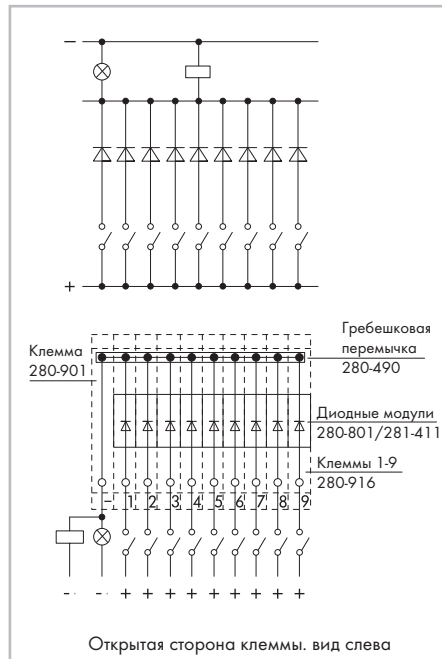 −
+
Клемма
280-901
Гребешковая
перемычка
280-490
Диодные модули
280-801/281-411
Клеммы 1-9
280-916
− 1 2 3 4 5 6 7 8 9
- - + + + + + + + + +
Открытая сторона клеммы. вид слева